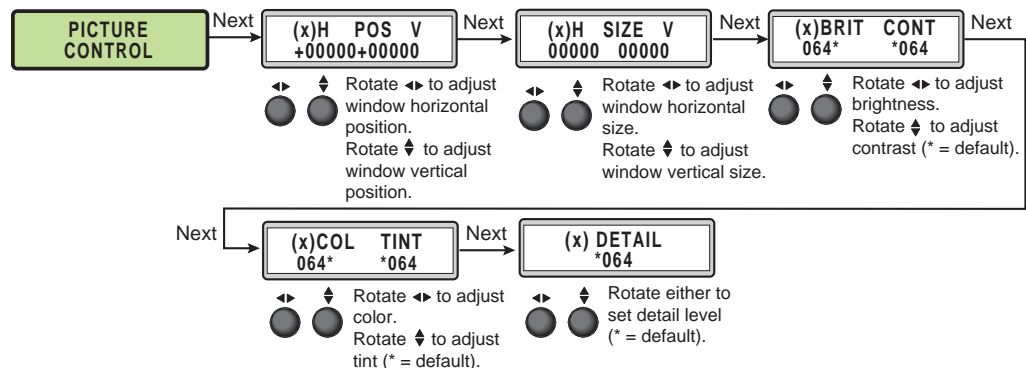 PICTURE
CONTROL
Next
(x)H POS V
+00000+00000
Rotate ◂▸ to adjust
window horizontal
position.
Rotate ▴▾ to adjust
window vertical
position.
Next
(x)H SIZE V
00000 00000
Rotate ◂▸ to adjust
window horizontal
size.
Rotate ▴▾ to adjust
window vertical size.
Next
(x)BRIT CONT
064* *064
Rotate ◂▸ to adjust
brightness.
Rotate ▴▾ to adjust
contrast (* = default).
Next
Next
(x)COL TINT
064* *064
Rotate ◂▸ to adjust
color.
Rotate ▴▾ to adjust
tint (* = default).
Next
(x) DETAIL
*064
Rotate either to
set detail level
(* = default).